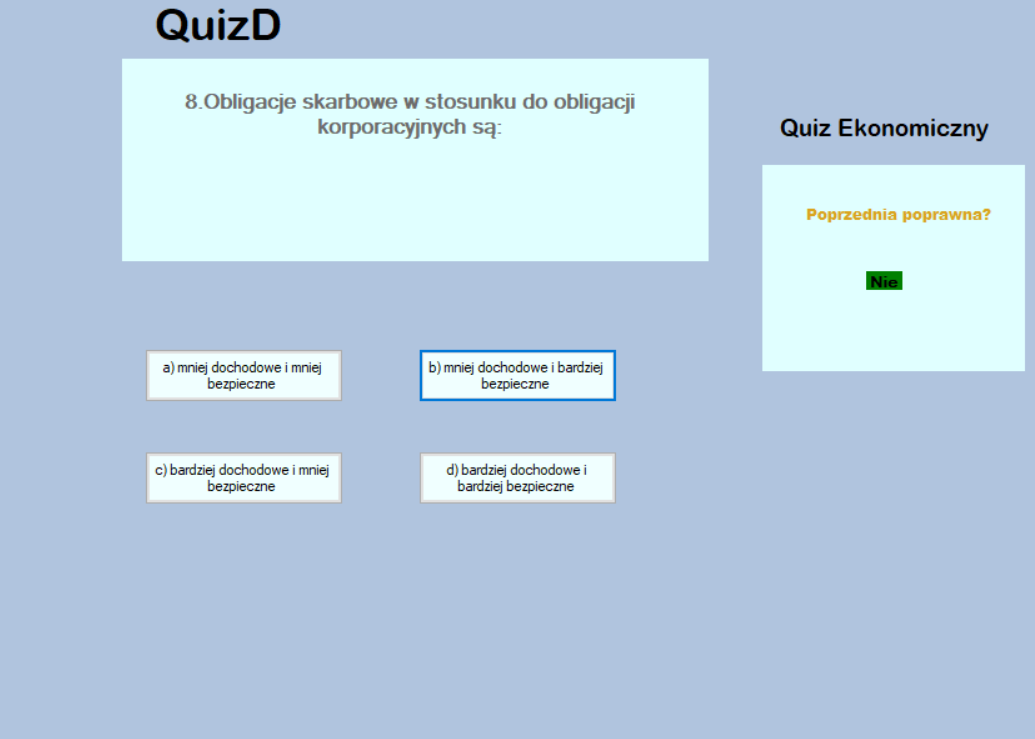 QuizD
8.Obligacje skarbowe w stosunku do obligacji
korporacyjnych są:
Quiz Ekonomiczny
Poprzednia poprawna?
Nie
a) mniej dochodowe i mniej
bezpieczne
b) mniej dochodowe i bardziej
bezpieczne
c) bardziej dochodowe i mniej
bezpieczne
d) bardziej dochodowe i
bardziej bezpieczne